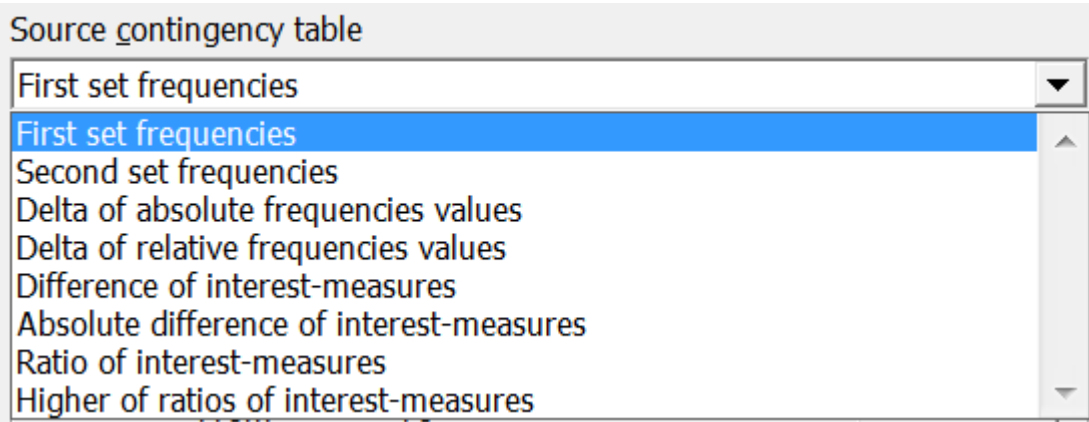 Source contingency table
First set frequencies
First set frequencies
Second set frequencies
Delta of absolute frequencies values
Delta of relative frequencies values
Difference of interest-measures
Absolute difference of interest-measures
Ratio of interest-measures
Higher of ratios of interest-measures